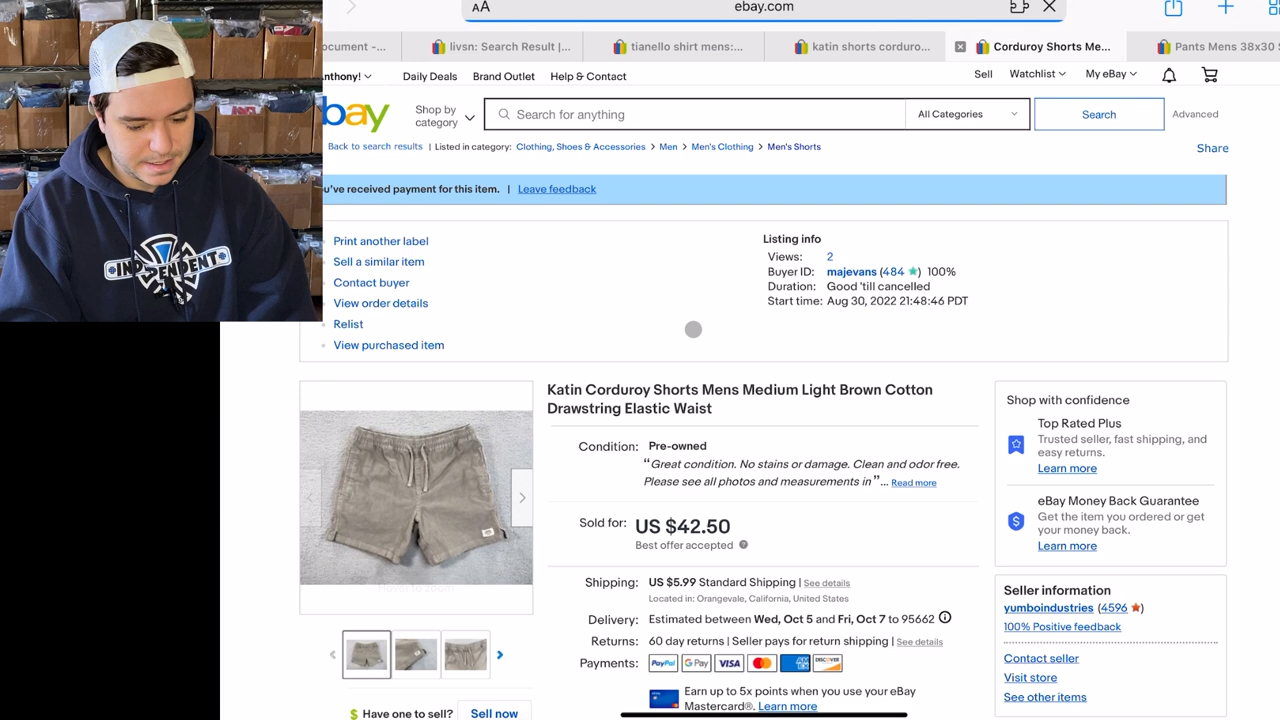 AA
ebay.com
ocument -...
livsn: Search Result |...
tianello shirt mens:...
katin shorts corduro...
Corduroy Shorts Me...
Pants Mens 38x30 S
nthony!
Daily Deals
Brand Outlet
Help & Contact
Sell
Watchlist
My eBay
bay
Shop by category
Search for anything
All Categories
Search
Advanced
Back to search results | Listed in category: Clothing, Shoes & Accessories > Men > Men's Clothing > Men's Shorts
Share
u've received payment for this item. | Leave feedback
Print another label
Sell a similar item
Contact buyer
View order details
Relist
View purchased item
Listing info
Views: 2
Buyer ID: majevans (484 ) 100%
Duration: Good 'till cancelled
Start time: Aug 30, 2022 21:48:46 PDT
INDEPENDENT
Katin Corduroy Shorts Mens Medium Light Brown Cotton
Drawstring Elastic Waist
Condition: Pre-owned
“Great condition. No stains or damage. Clean and odor free.
Please see all photos and measurements in”... Read more
Sold for: US $42.50
Best offer accepted
Shipping: US $5.99 Standard Shipping | See details
Located in: Orangevale, California, United States
Delivery: Estimated between Wed, Oct 5 and Fri, Oct 7 to 95662
Returns: 60 day returns | Seller pays for return shipping | See details
Payments: PayPal G Pay VISA DISCOVER
Earn up to 5x points when you use your eBay
Mastercard®. Learn more
Hover to zoom
Have one to sell? Sell now
Shop with confidence
Top Rated Plus
Trusted seller, fast shipping, and
easy returns.
Learn more
eBay Money Back Guarantee
Get the item you ordered or get
your money back.
Learn more
Seller information
yumboindustries (4596 )
100% Positive feedback
Contact seller
Visit store
See other items